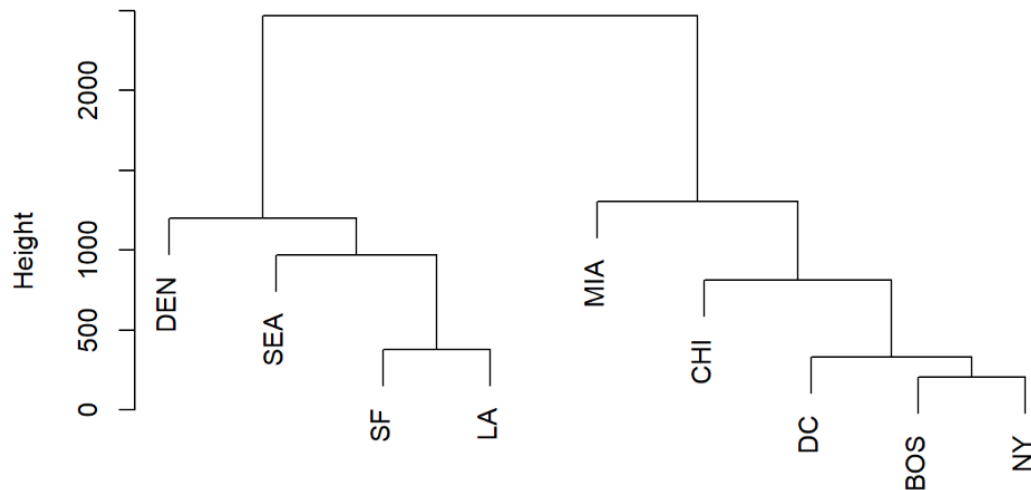 Height
0
500
1000
2000
DEN
SEA
SF
LA
MIA
CHI
DC
BOS
NY